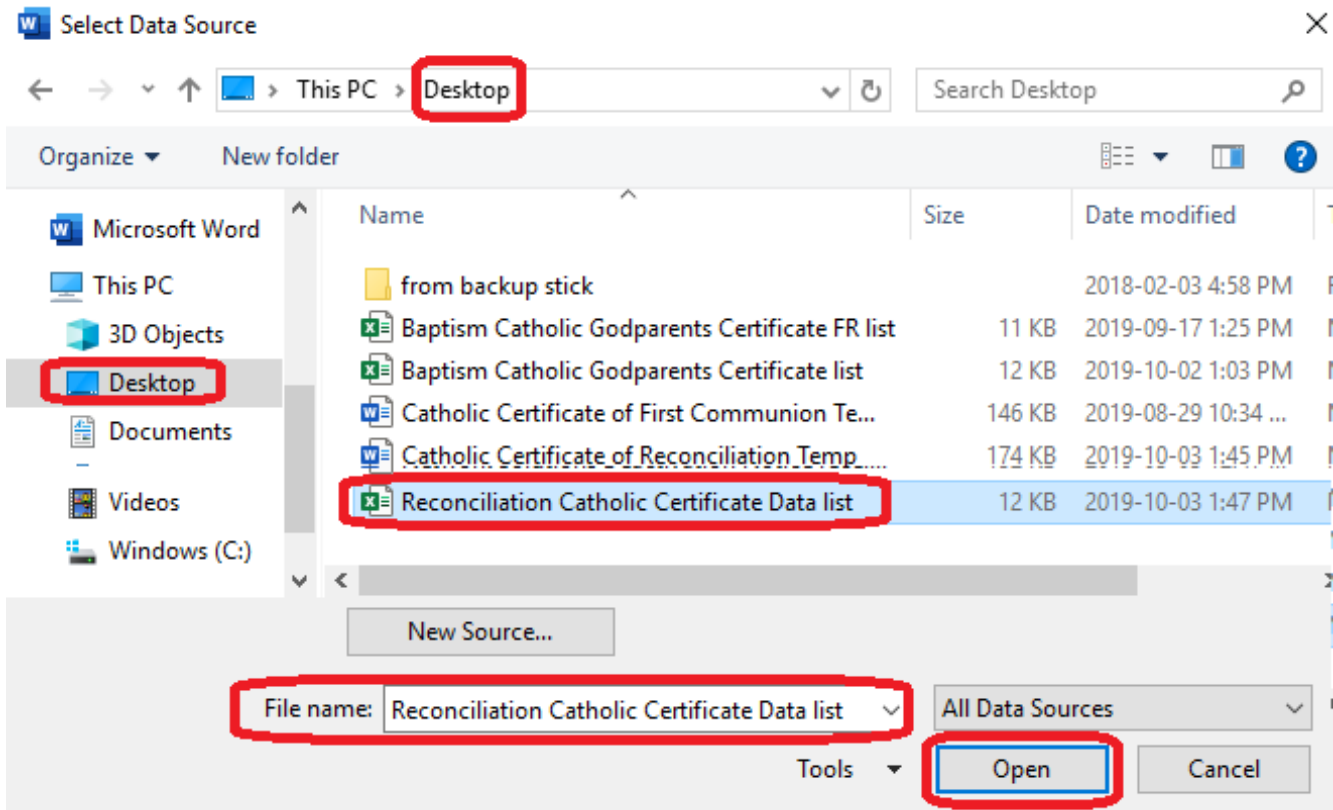 Select Data Source
This PC > Desktop
Search Desktop
Organize
New folder
Name Size Date modified
Microsoft Word
This PC
3D Objects
Desktop
Documents
Videos
Windows (C:)
from backup stick 2018-02-03 4:58 PM
Baptism Catholic Godparents Certificate FR list 11 KB 2019-09-17 1:25 PM
Baptism Catholic Godparents Certificate list 12 KB 2019-10-02 1:03 PM
Catholic Certificate of First Communion Te... 146 KB 2019-08-29 10:34 ...
Catholic Certificate of Reconciliation Temp.... 174 KB 2019-10-03 1:45 PM
Reconciliation Catholic Certificate Data list 12 KB 2019-10-03 1:47 PM
New Source...
File name: Reconciliation Catholic Certificate Data list All Data Sources
Tools Open Cancel